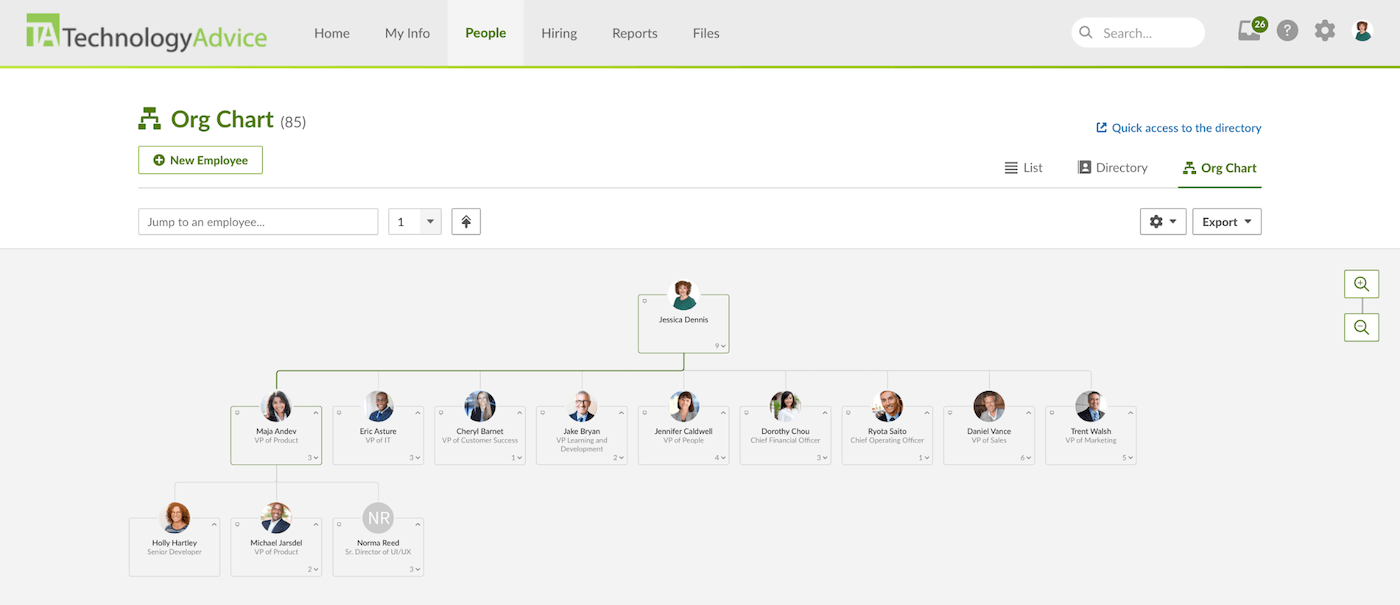 TA TechnologyAdvice
Home My Info People Hiring Reports Files
Search...
26
?
Org Chart (85)
Quick access to the directory
New Employee
List Directory Org Chart
Jump to an employee... 1
Export
Jessica Dennis
9
Maja Andev
VP of Product
3
Eric Asture
VP of IT
3
Cheryl Barnet
VP of Customer Success
1
Jake Bryan
VP Learning and
Development
2
Jennifer Caldwell
VP of People
4
Dorothy Chou
Chief Financial Officer
3
Ryota Saito
Chief Operating Officer
1
Daniel Vance
VP of Sales
6
Trent Walsh
VP of Marketing
5
Holly Hartley
Senior Developer
Michael Jarsdel
VP of Product
2
NR
Norma Reed
Sr. Director of UI/UX
3